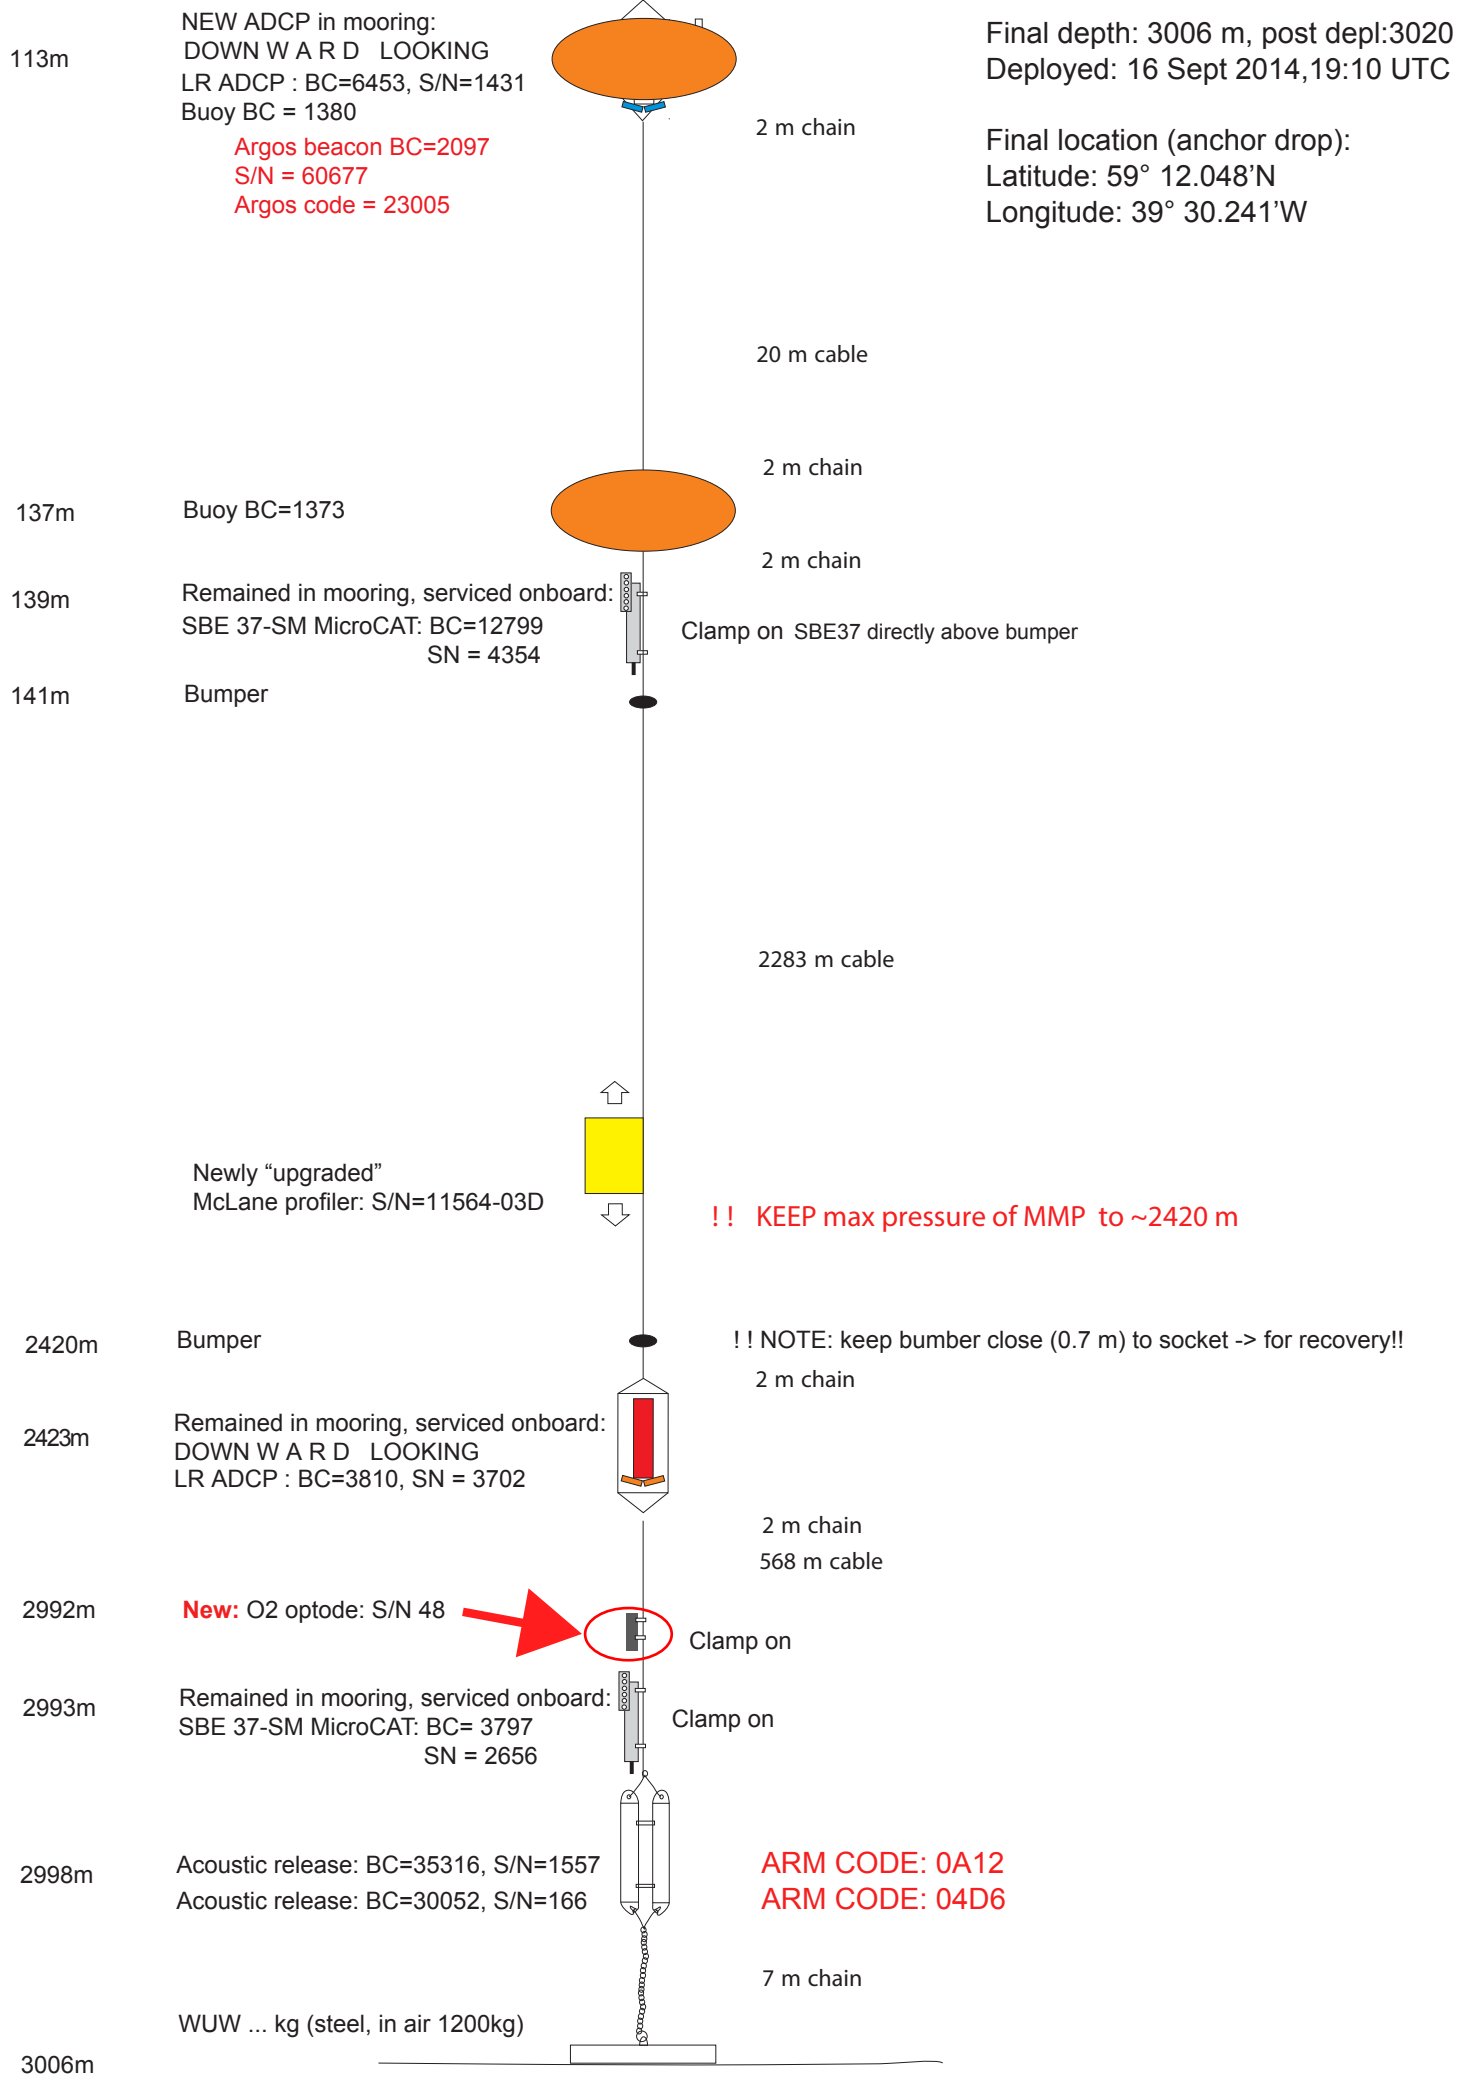 NEW ADCP in mooring:
113m
DOWN W A R D LOOKING
LR ADCP : BC=6453, S/N=1431
Buoy BC = 1380
Argos beacon BC=2097
S/N = 60677
Argos code = 23005
Final depth: 3006 m, post depl:3020
Deployed: 16 Sept 2014,19:10 UTC
Final location (anchor drop):
Latitude: 59° 12.048’N
Longitude: 39° 30.241’W
2 m chain
20 m cable
2 m chain
137m
Buoy BC=1373
2 m chain
139m
Remained in mooring, serviced onboard:
SBE 37-SM MicroCAT: BC=12799
SN = 4354
Clamp on SBE37 directly above bumper
141m
Bumper
2283 m cable
Newly “upgraded”
McLane profiler: S/N=11564-03D
! ! KEEP max pressure of MMP to ~2420 m
2420m
Bumper
! ! NOTE: keep bumber close (0.7 m) to socket -> for recovery!!
2 m chain
2423m
Remained in mooring, serviced onboard:
DOWN W A R D LOOKING
LR ADCP : BC=3810, SN = 3702
2 m chain
568 m cable
2992m
New: O2 optode: S/N 48
Clamp on
2993m
Remained in mooring, serviced onboard:
SBE 37-SM MicroCAT: BC= 3797
SN = 2656
Clamp on
2998m
Acoustic release: BC=35316, S/N=1557
Acoustic release: BC=30052, S/N=166
ARM CODE: 0A12
ARM CODE: 04D6
7 m chain
WUW ... kg (steel, in air 1200kg)
3006m